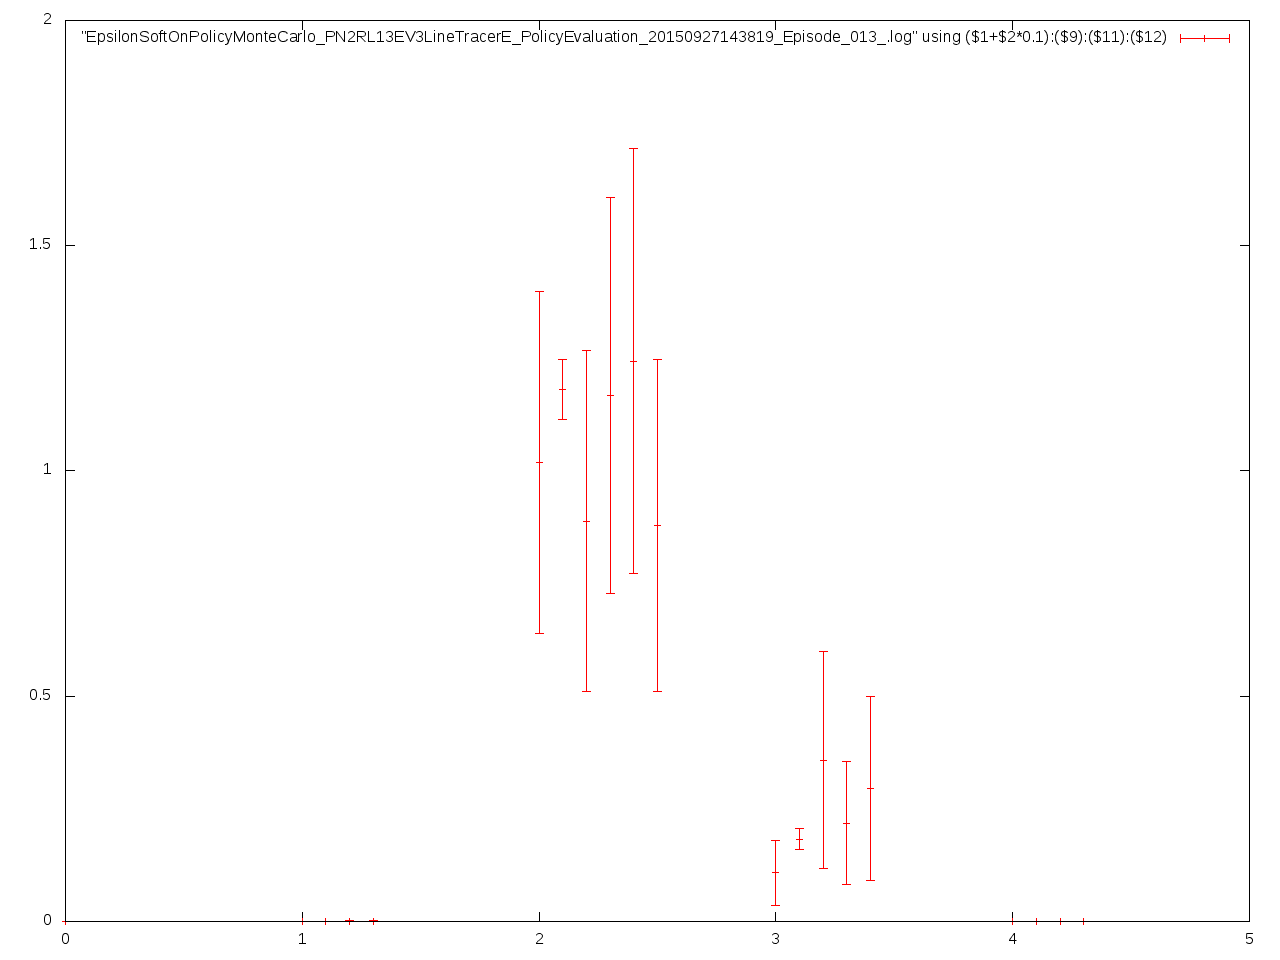 2
"EpsilonSoftOnPolicyMonteCarlo_PN2RL13EV3LineTracerE_PolicyEvaluation_20150927143819_Episode_013_.log" using ($1+$2*0.1):($9):($11):($12)
1.5
1
0.5
0
0 1 2 3 4 5